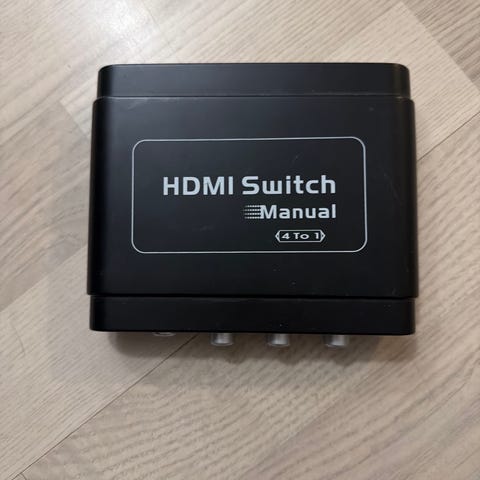 HDMI Switch
Manual
4 To 1